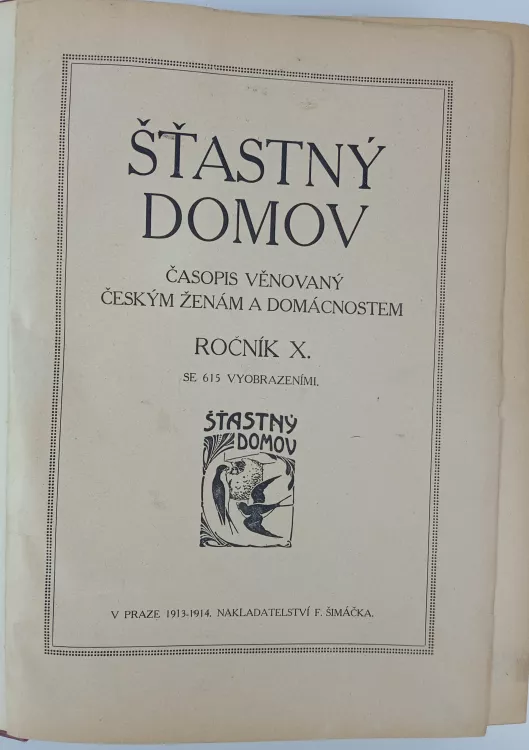 ŠŤASTNÝ
DOMOV
ČASOPIS VĚNOVANÝ
ČESKÝM ŽENÁM A DOMÁCNOSTEM
ROČNÍK X.
SE 615 VYOBRAZENÍMI.
ŠŤASTNÝ
DOMOV
V PRAZE 1913-1914. NAKLADATELSTVÍ F. ŠIMÁČKA.